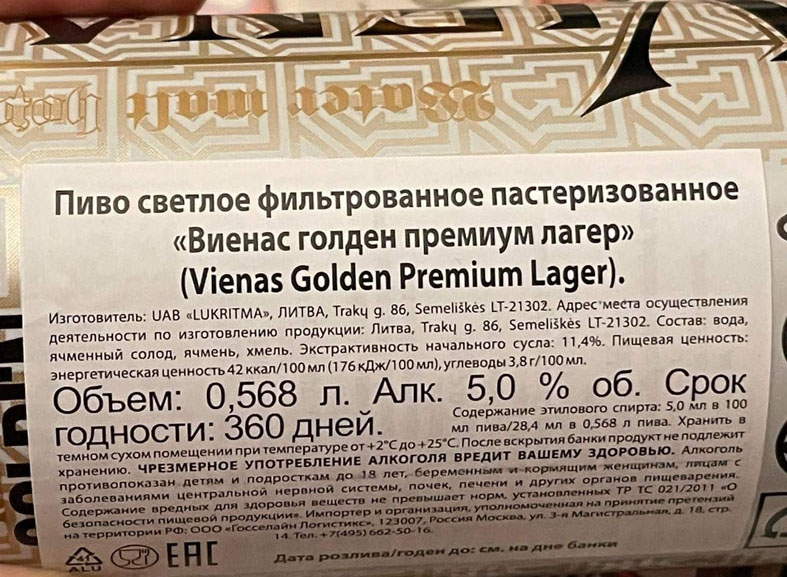 Water malt hops
Пиво светлое фильтрованное пастеризованное
«Виенас голден премиум лагер»
(Vienas Golden Premium Lager).
Изготовитель: UAB «LUKRITMA», ЛИТВА, Trakų g. 86, Semeliškės LT-21302. Адрес места осуществления
деятельности по изготовлению продукции: Литва, Trakų g. 86, Semeliškės LT-21302. Состав: вода,
ячменный солод, ячмень, хмель. Экстрактивность начального сусла: 11,4%. Пищевая ценность:
энергетическая ценность 42 ккал/100 мл (176 кДж/100 мл), углеводы 3,8 г/100 мл.
Объем: 0,568 л. Алк. 5,0 % об. Срок
годности: 360 дней.
Содержание этилового спирта: 5,0 мл в 100
мл пива/28,4 мл в 0,568 л пива. Хранить в
темном сухом помещении при температуре от +2°С до +25°С. После вскрытия банки продукт не подлежит
хранению. ЧРЕЗМЕРНОЕ УПОТРЕБЛЕНИЕ АЛКОГОЛЯ ВРЕДИТ ВАШЕМУ ЗДОРОВЬЮ. Алкоголь
противопоказан детям и подросткам до 18 лет, беременным и кормящим женщинам, лицам с
заболеваниями центральной нервной системы, почек, печени и других органов пищеварения.
Содержание вредных для здоровья веществ не превышает норм, установленных ТР ТС 021/2011 «О
безопасности пищевой продукции». Импортер и организация, уполномоченная на принятие претензий
на территории РФ: ООО «Госселайн Логистикс», 123007, Россия Москва, ул. 3-я Магистральная, д. 18, стр.
14. Тел. +7(495) 662-50-16.
41
ALU
EAC
Дата розлива/годен до: см. на дне банки